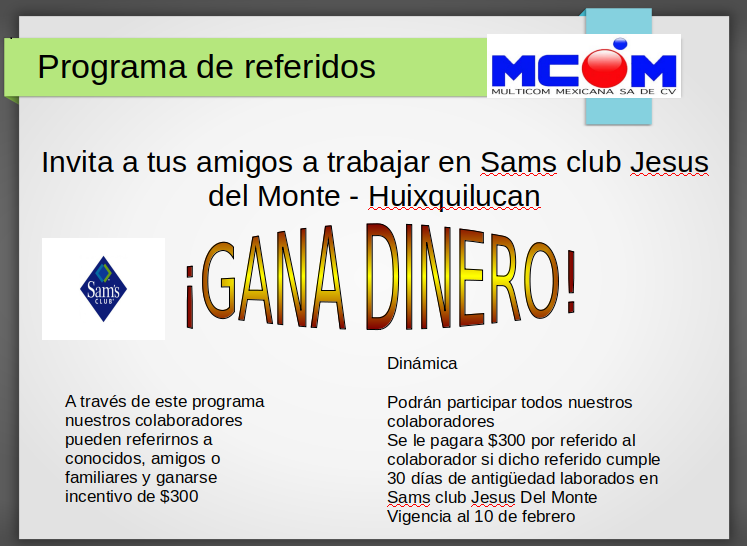 Programa de referidos
MCOM
MULTICOM MEXICANA SA DE CV
Invita a tus amigos a trabajar en Sams club Jesus
del Monte - Huixquilucan
¡GANA DINERO!
Sam's
CLUB
Dinámica
A través de este programa
nuestros colaboradores
pueden referirnos a
conocidos, amigos o
familiares y ganarse
incentivo de $300
Podrán participar todos nuestros
colaboradores
Se le pagara $300 por referido al
colaborador si dicho referido cumple
30 días de antigüedad laborados en
Sams club Jesus Del Monte
Vigencia al 10 de febrero